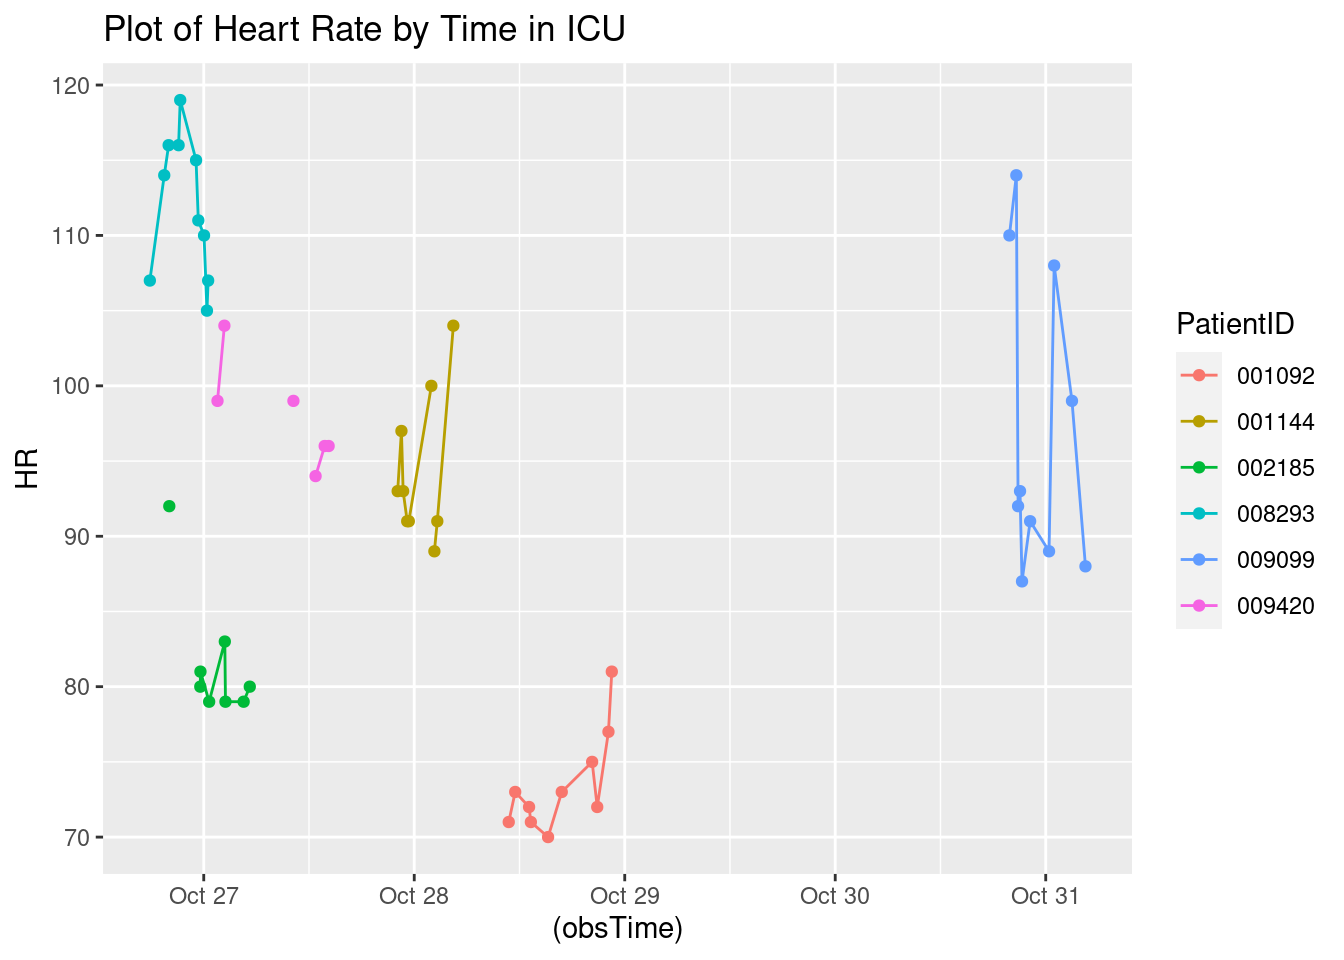 Plot of Heart Rate by Time in ICU
120
110
100
90
80
70
HR
Oct 27 Oct 28 Oct 29 Oct 30 Oct 31
(obsTime)
PatientID
001092
001144
002185
008293
009099
009420